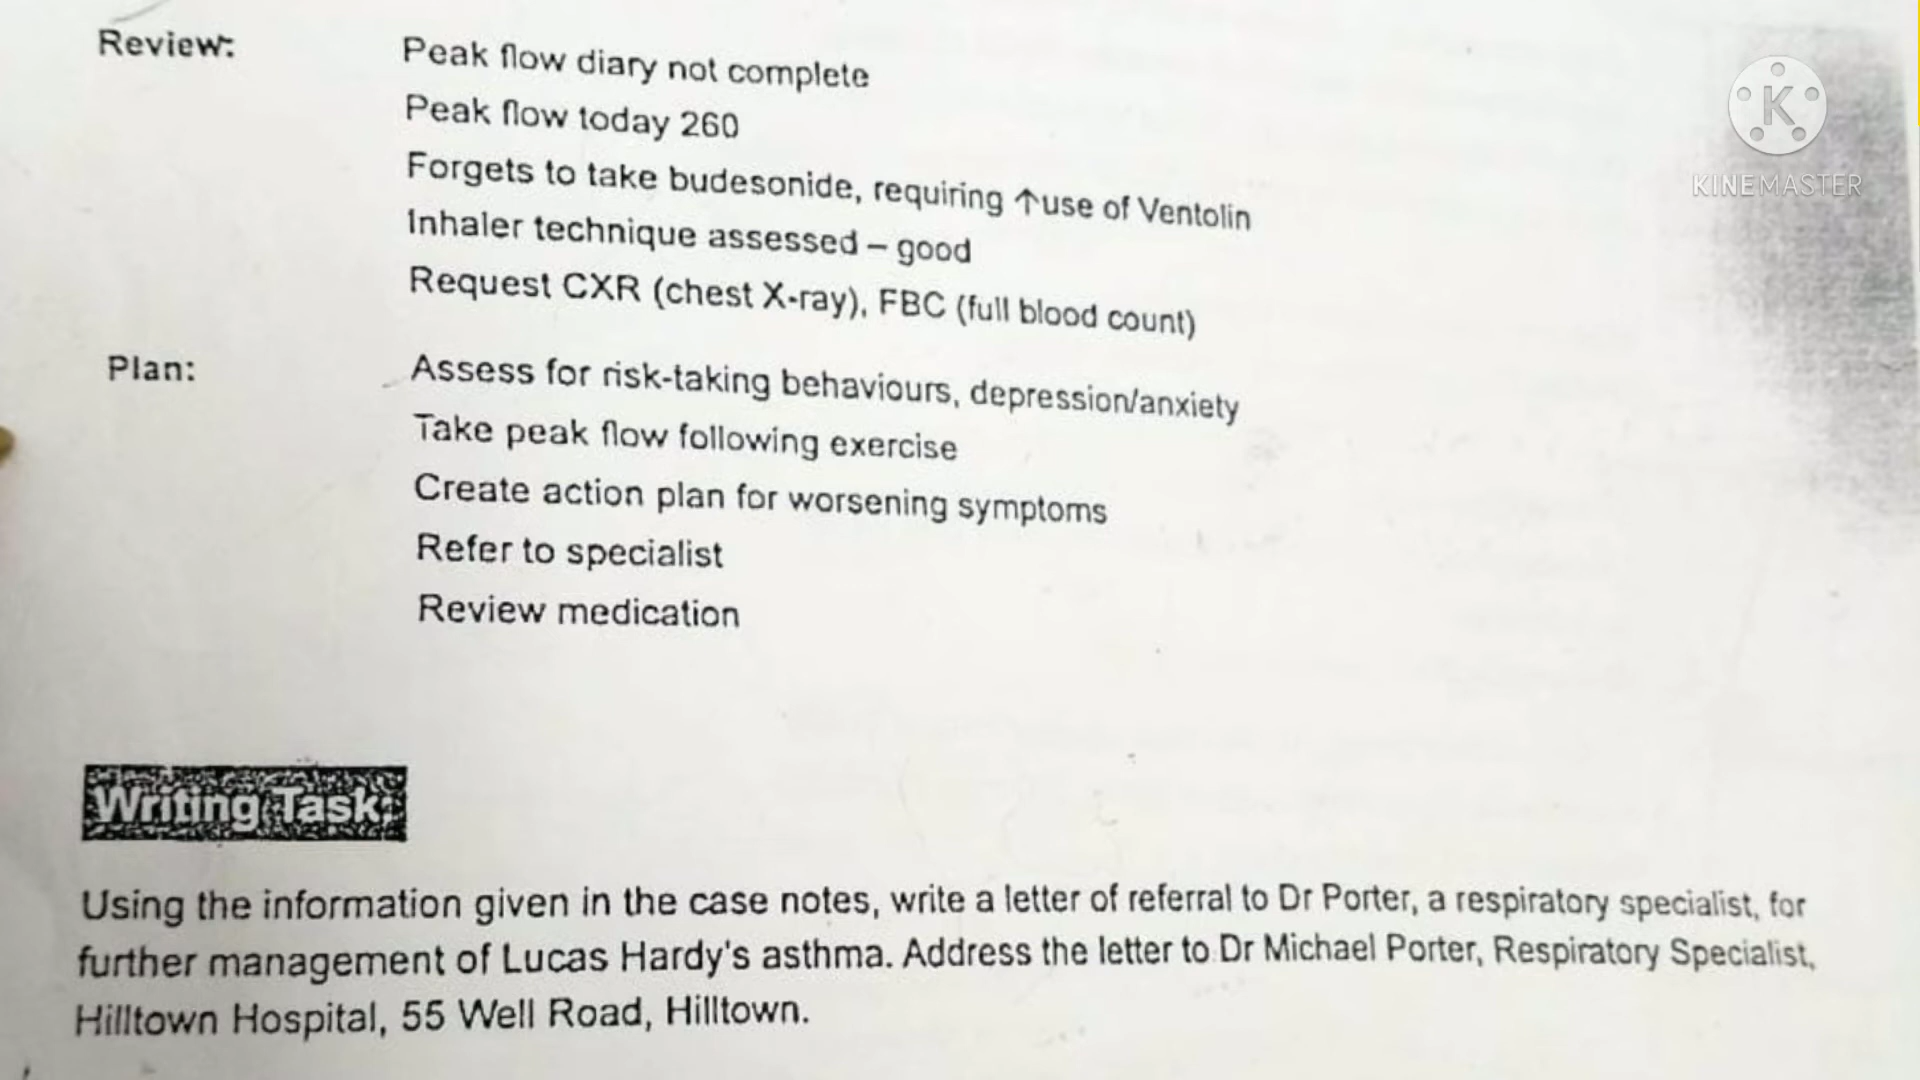 Review:
Peak flow diary not complete
Peak flow today 260
Forgets to take budesonide, requiring ↑use of Ventolin
Inhaler technique assessed – good
Request CXR (chest X-ray), FBC (full blood count)
Plan:
Assess for risk-taking behaviours, depression/anxiety
Take peak flow following exercise
Create action plan for worsening symptoms
Refer to specialist
Review medication
K
KINEMASTER
Writing Task:
Using the information given in the case notes, write a letter of referral to Dr Porter, a respiratory specialist, for
further management of Lucas Hardy's asthma. Address the letter to Dr Michael Porter, Respiratory Specialist,
Hilltown Hospital, 55 Well Road, Hilltown.